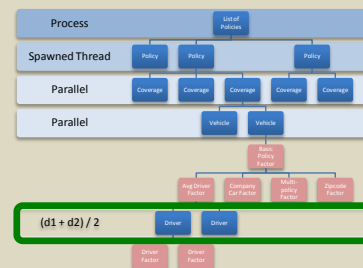 Process
List of
Policies
Spawned Thread
Policy
Policy
Policy
Parallel
Coverage
Coverage
Coverage
Coverage
Coverage
Parallel
Vehicle
Vehicle
Basic
Policy
Factor
Avg Driver
Factor
Company
Car Factor
Multi-
policy
Factor
Zipcode
Factor
(d1 + d2) / 2
Driver
Driver
Driver
Factor
Driver
Factor